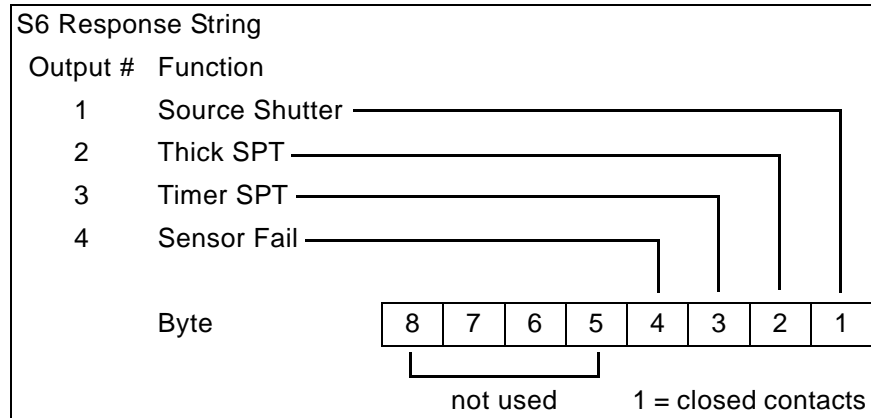 S6 Response String
Output # Function
1 Source Shutter
2 Thick SPT
3 Timer SPT
4 Sensor Fail
Byte 8 7 6 5 4 3 2 1
not used 1 = closed contacts